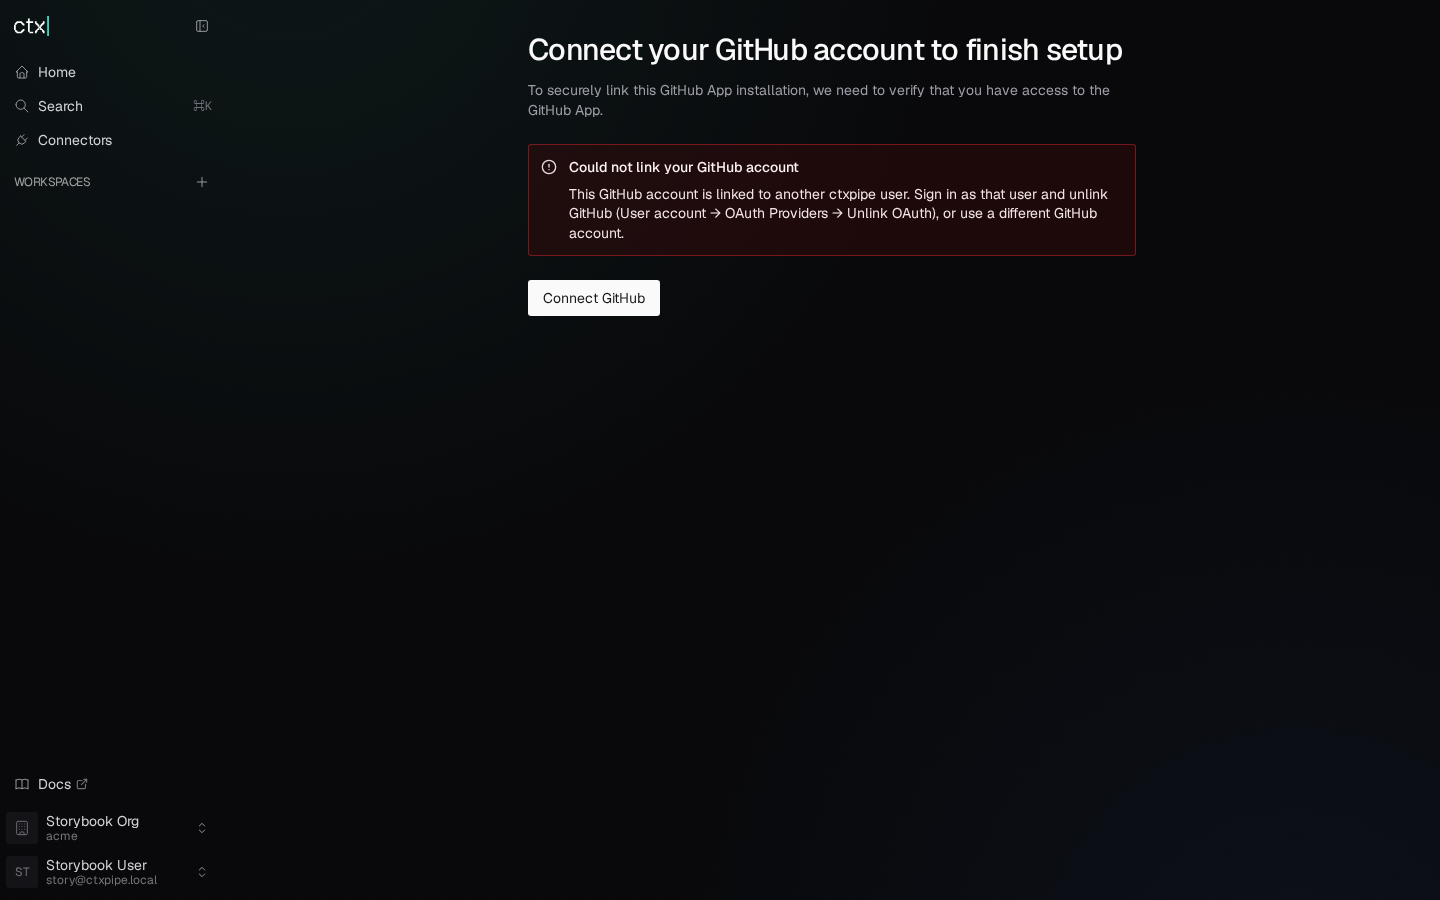 ctx
Home
Search ⌘K
Connectors
WORKSPACES
Connect your GitHub account to finish setup
To securely link this GitHub App installation, we need to verify that you have access to the
GitHub App.
Could not link your GitHub account
This GitHub account is linked to another ctxpipe user. Sign in as that user and unlink
GitHub (User account → OAuth Providers → Unlink OAuth), or use a different GitHub
account.
Connect GitHub
Docs
Storybook Org
acme
ST
Storybook User
story@ctxpipe.local